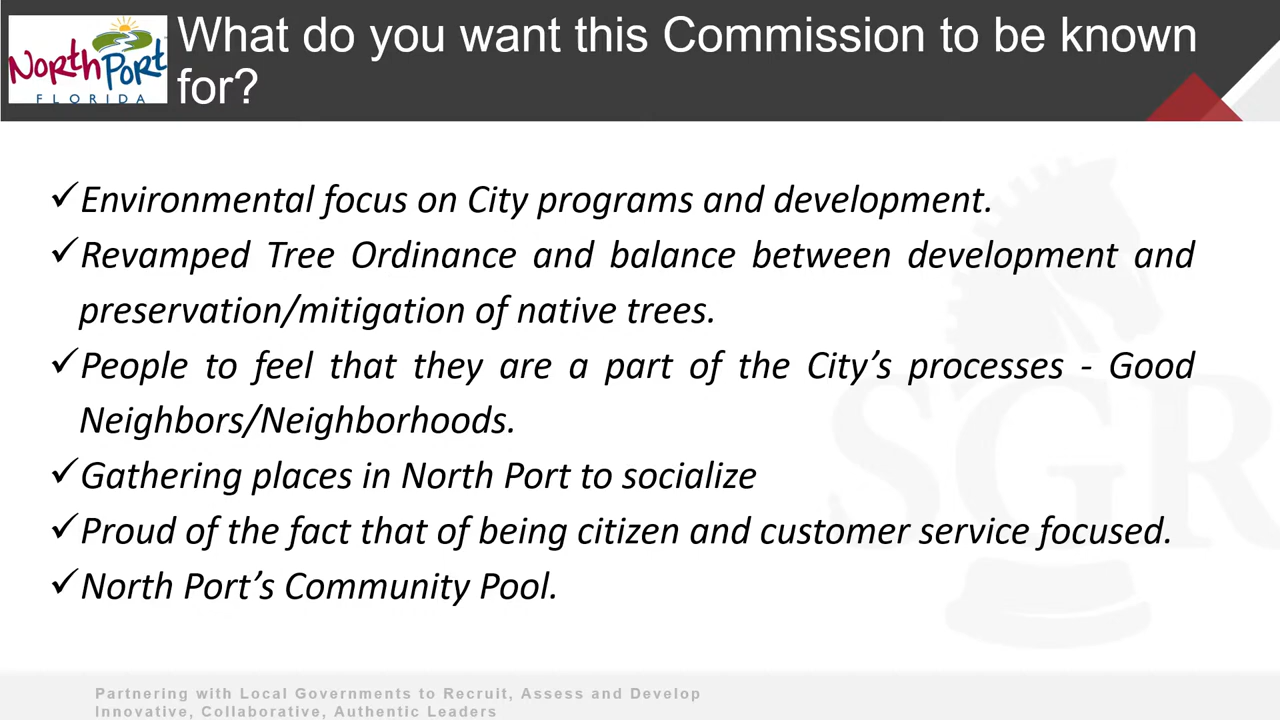 North Port
FLORIDA
What do you want this Commission to be known
for?
✓Environmental focus on City programs and development.
✓Revamped Tree Ordinance and balance between development and
preservation/mitigation of native trees.
✓People to feel that they are a part of the City’s processes - Good
Neighbors/Neighborhoods.
✓Gathering places in North Port to socialize
✓Proud of the fact that of being citizen and customer service focused.
✓North Port’s Community Pool.
SGR
Partnering with Local Governments to Recruit, Assess and Develop
Innovative, Collaborative, Authentic Leaders